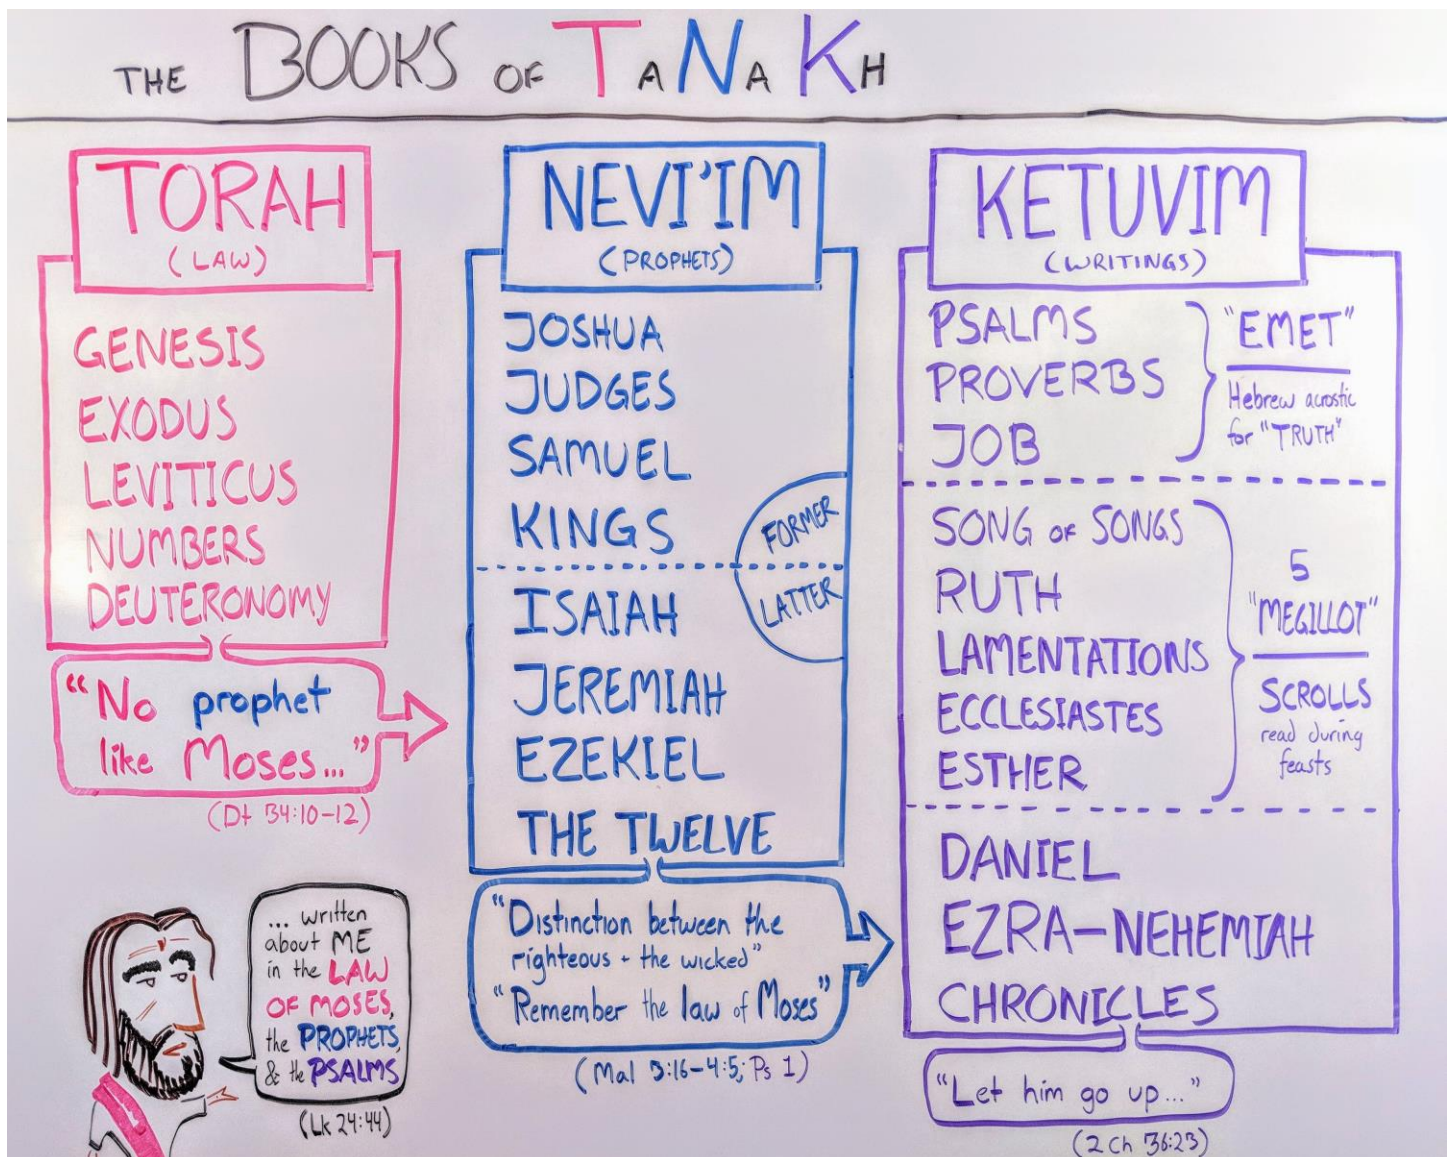 THE BOOKS OF TaNaKH
TORAH
(LAW)
GENESIS
EXODUS
LEVITICUS
NUMBERS
DEUTERONOMY
"No prophet
like Moses..."
(Dt 34:10-12)
... written
about ME
in the LAW
OF MOSES,
the PROPHETS,
& the PSALMS
(Lk 24:44)
NEVI'IM
(PROPHETS)
JOSHUA
JUDGES
SAMUEL
KINGS
FORMER
LATTER
ISAIAH
JEREMIAH
EZEKIEL
THE TWELVE
"Distinction between the
righteous + the wicked"
"Remember the law of Moses"
(Mal 3:16-4:5; Ps 1)
KETUVIM
(WRITINGS)
PSALMS
PROVERBS
JOB
"EMET"
Hebrew acrostic
for "TRUTH"
SONG OF SONGS
RUTH
LAMENTATIONS
ECCLESIASTES
ESTHER
5
"MEGILLOT"
SCROLLS
read during
feasts
DANIEL
EZRA-NEHEMIAH
CHRONICLES
"Let him go up..."
(2 Ch 36:23)